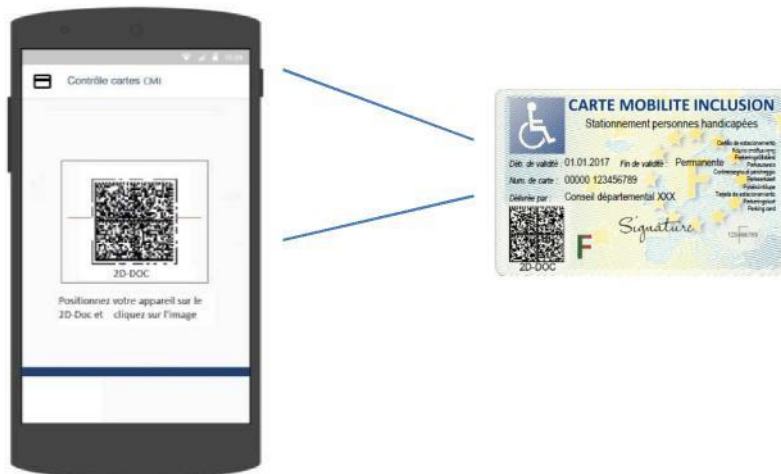 Contrôle cartes CMI
2D-DOC
Positionnez votre appareil sur le
2D-Doc et cliquez sur l'image
CARTE MOBILITE INCLUSION
Stationnement personnes handicapées
Déb. de validité : 01.01.2017 Fin de validité : Permanente
Num. de carte : 00000 123456789
Délivrée par : Conseil départemental XXX
Signature
123456789
2D-DOC
F